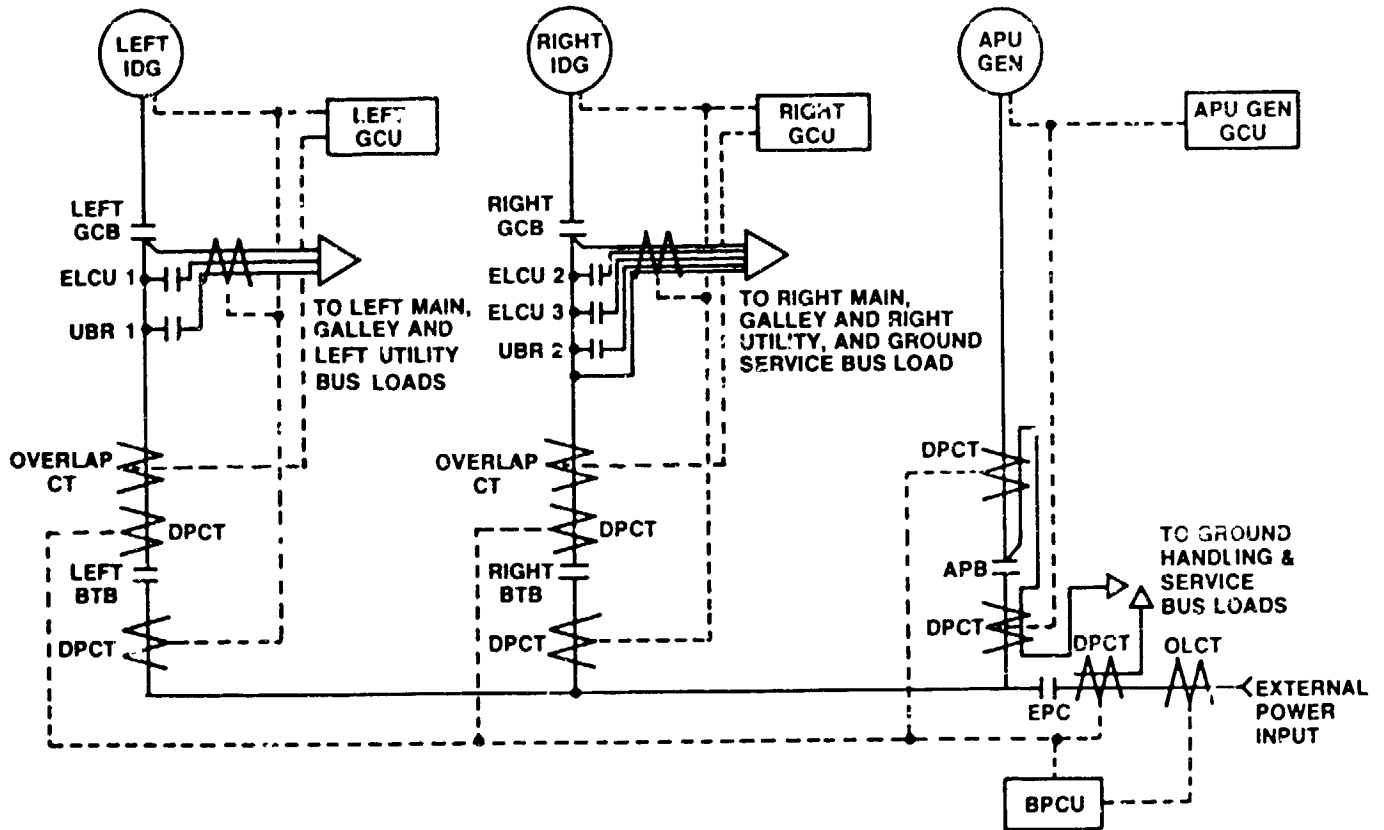 LEFT
IDG
RIGHT
IDG
APU
GEN
LEFT
GCU
RIGHT
GCU
APU GEN
GCU
LEFT
GCB
ELCU 1
UBR 1
TO LEFT MAIN,
GALLEY AND
LEFT UTILITY
BUS LOADS
RIGHT
GCB
ELCU 2
ELCU 3
UBR 2
TO RIGHT MAIN,
GALLEY AND RIGHT
UTILITY, AND GROUND
SERVICE BUS LOAD
OVERLAP
CT
DPCT
LEFT
BTB
DPCT
OVERLAP
CT
DPCT
RIGHT
BTB
DPCT
DPCT
APB
DPCT
TO GROUND
HANDLING &
SERVICE
BUS LOADS
DPCT
OLCT
EPC
EXTERNAL
POWER
INPUT
BPCU